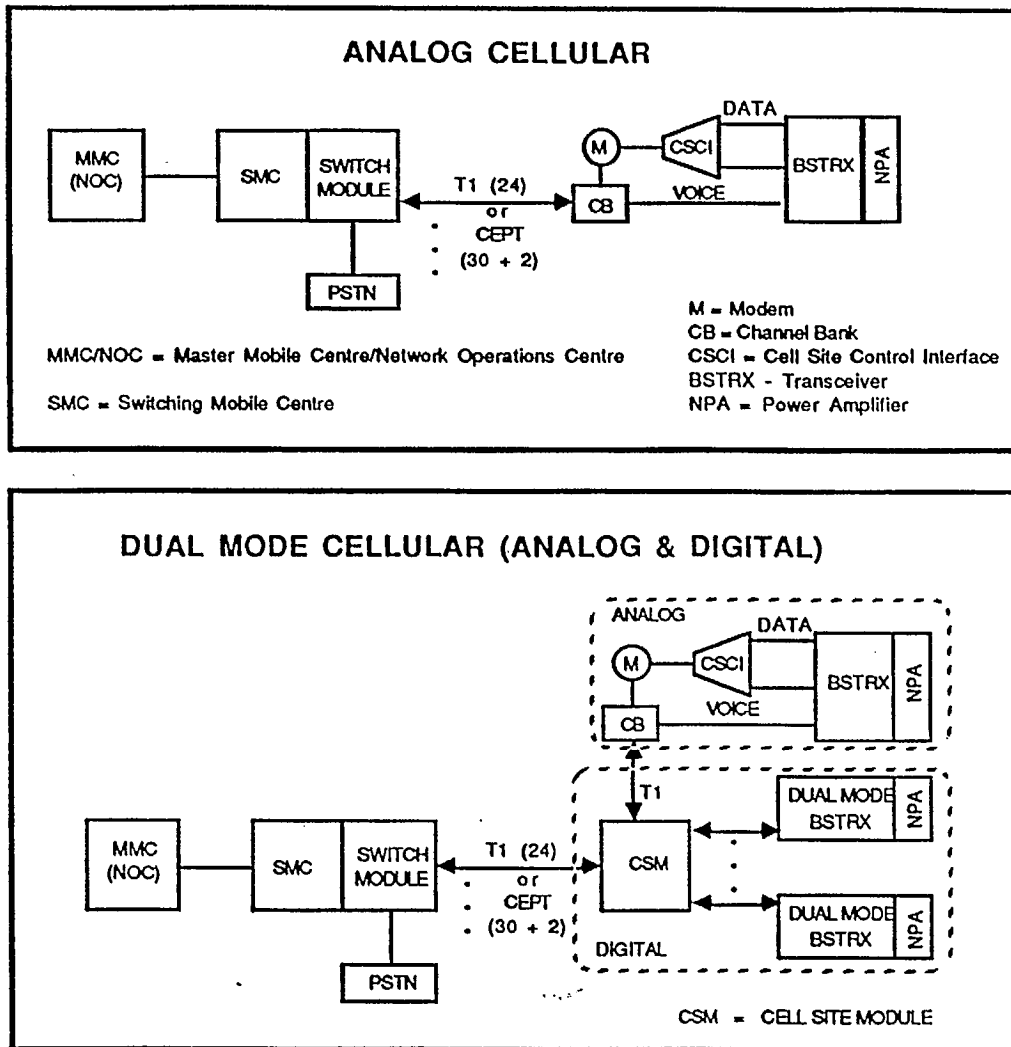 ANALOG CELLULAR
MMC
(NOC)
SMC
SWITCH
MODULE
PSTN
T1 (24)
or
CEPT
(30 + 2)
M
CB
CSCI
DATA
VOICE
BSTRX
NPA
MMC/NOC = Master Mobile Centre/Network Operations Centre
SMC = Switching Mobile Centre
M = Modem
CB = Channel Bank
CSCI = Cell Site Control Interface
BSTRX - Transceiver
NPA = Power Amplifier
DUAL MODE CELLULAR (ANALOG & DIGITAL)
ANALOG
DATA
M
CSCI
VOICE
CB
BSTRX
NPA
T1
MMC
(NOC)
SMC
SWITCH
MODULE
PSTN
T1 (24)
or
CEPT
(30 + 2)
CSM
DUAL MODE
BSTRX
NPA
DUAL MODE
BSTRX
NPA
DIGITAL
CSM = CELL SITE MODULE